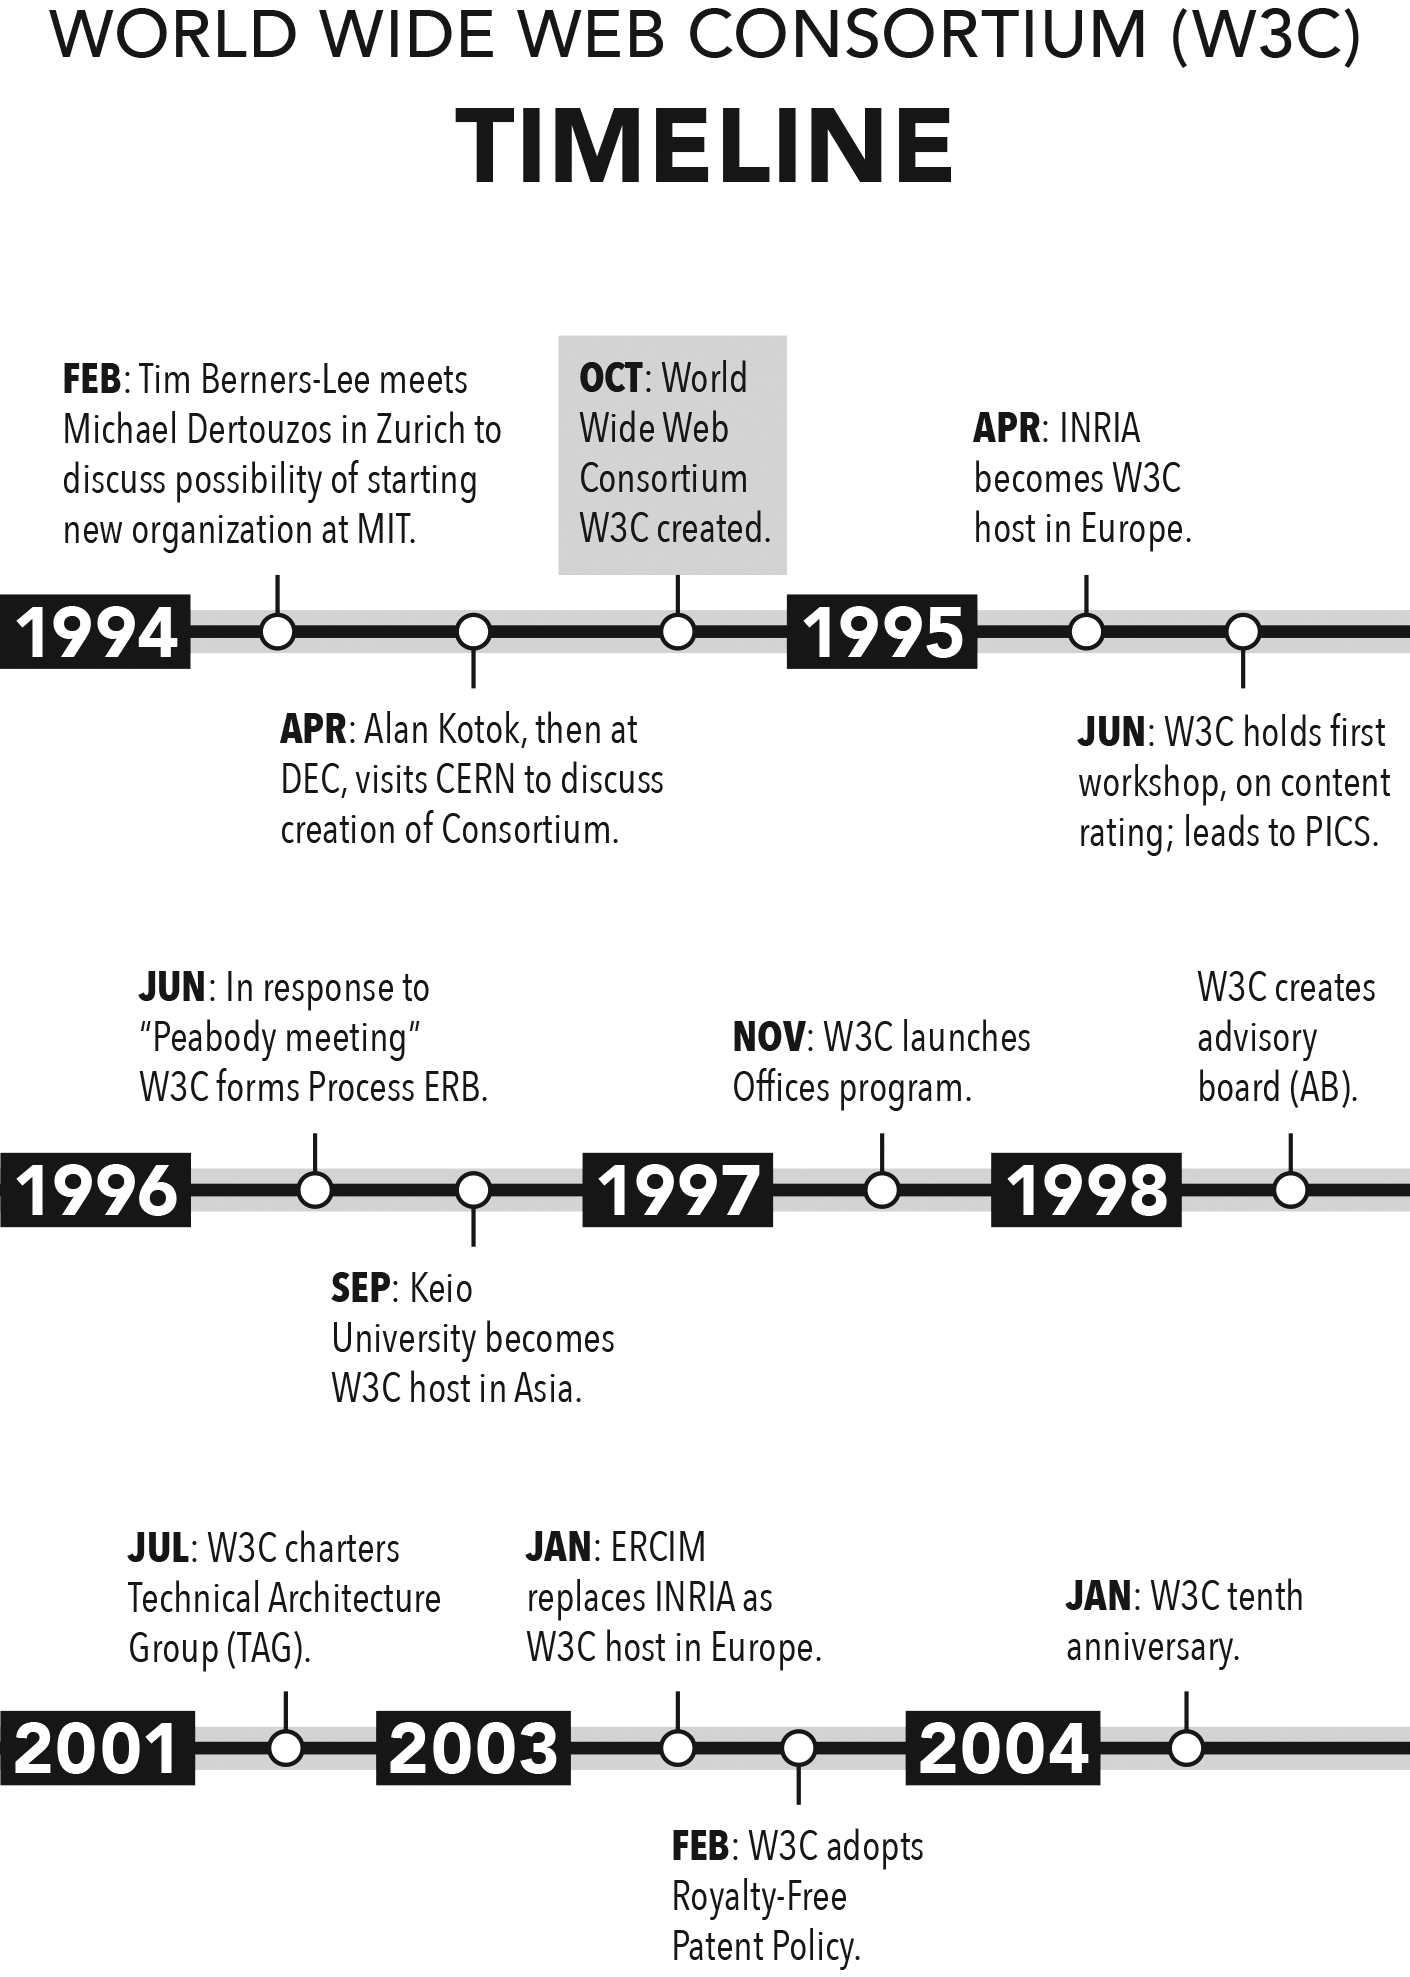 WORLD WIDE WEB CONSORTIUM (W3C)
TIMELINE
FEB: Tim Berners-Lee meets
Michael Dertouzos in Zurich to
discuss possibility of starting
new organization at MIT.
OCT: World
Wide Web
Consortium
W3C created.
APR: INRIA
becomes W3C
host in Europe.
1994
1995
APR: Alan Kotok, then at
DEC, visits CERN to discuss
creation of Consortium.
JUN: W3C holds first
workshop, on content
rating; leads to PICS.
JUN: In response to
“Peabody meeting”
W3C forms Process ERB.
NOV: W3C launches
Offices program.
W3C creates
advisory
board (AB).
1996
1997
1998
SEP: Keio
University becomes
W3C host in Asia.
JUL: W3C charters
Technical Architecture
Group (TAG).
JAN: ERCIM
replaces INRIA as
W3C host in Europe.
JAN: W3C tenth
anniversary.
2001
2003
2004
FEB: W3C adopts
Royalty-Free
Patent Policy.